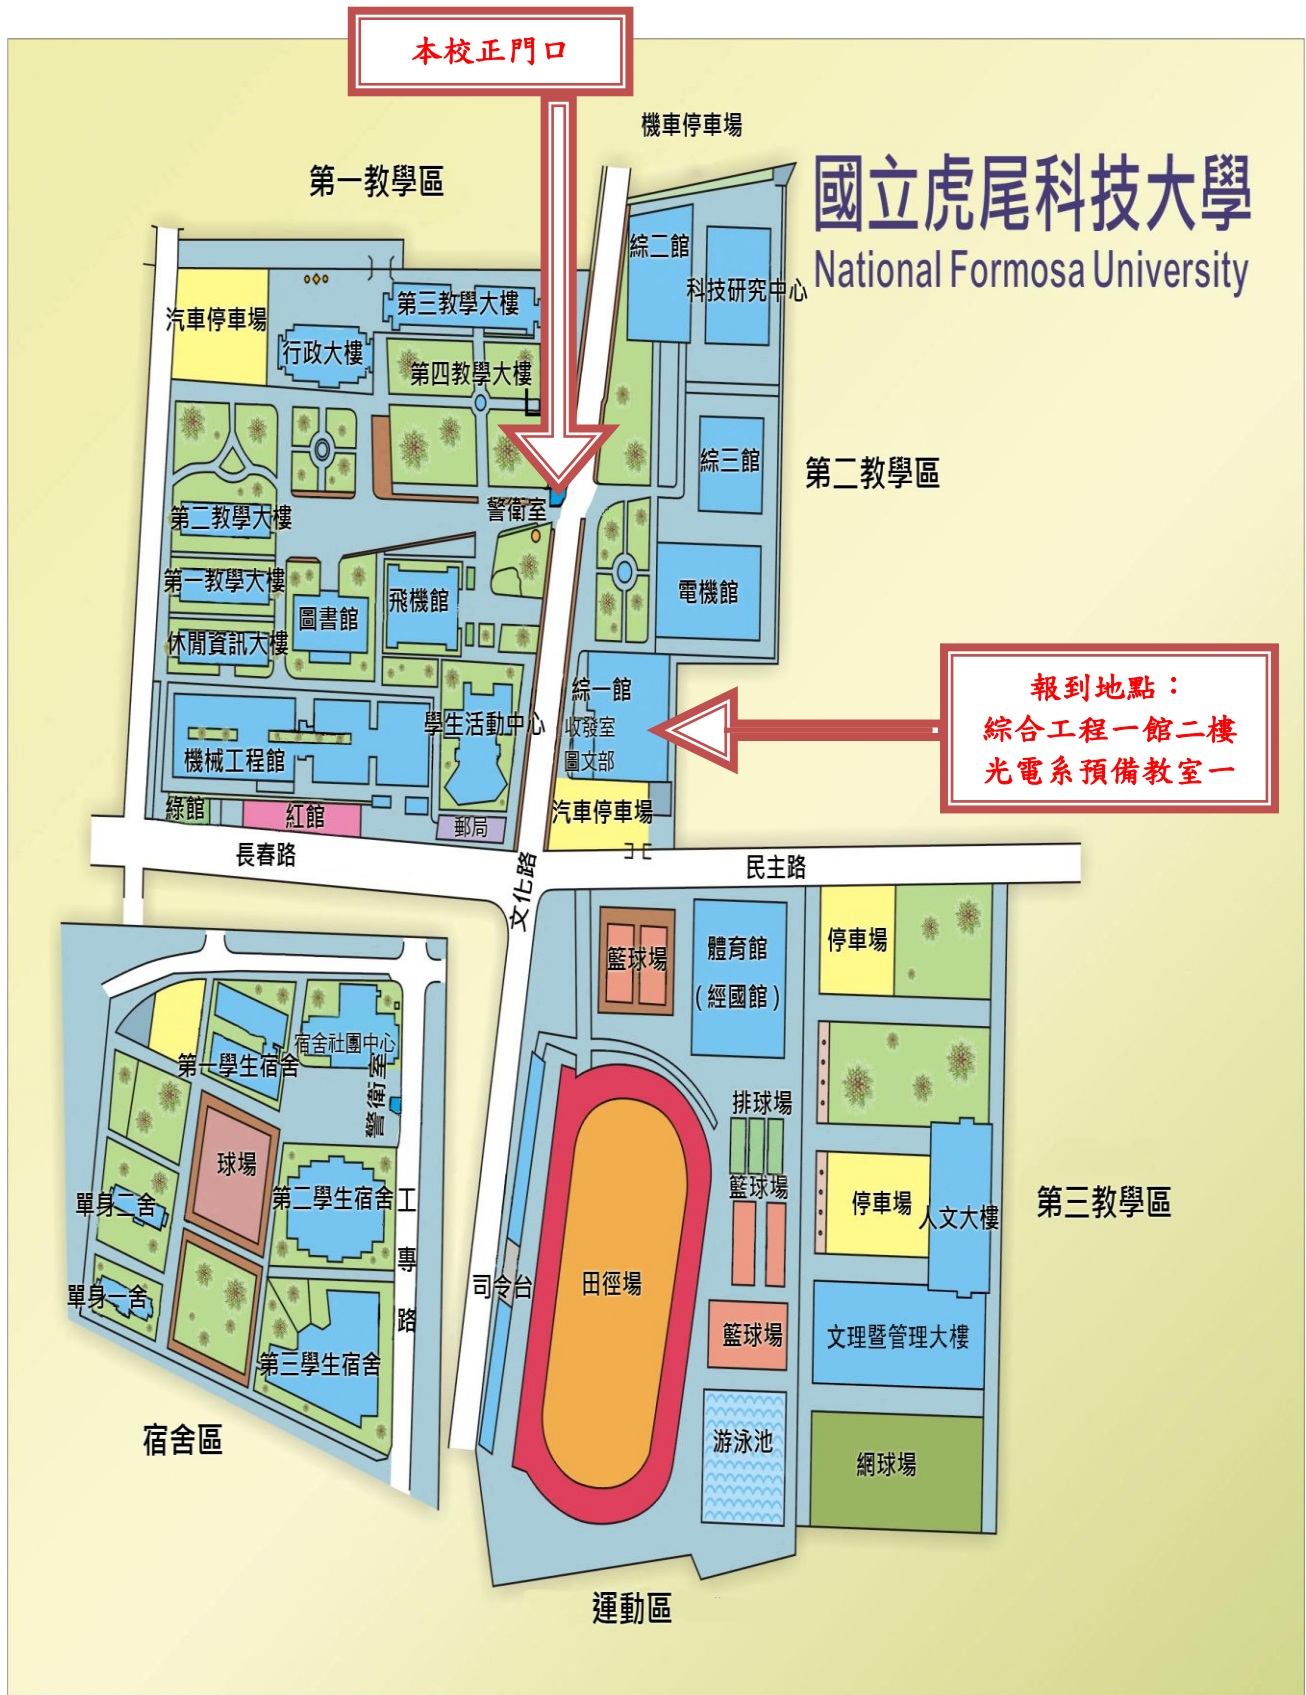 本校正門口
機車停車場
第一教學區
國立虎尾科技大學
National Formosa University
綜二館
科技研究中心
汽車停車場
第三教學大樓
行政大樓
第四教學大樓
綜三館
第二教學區
警衛室
第二教學大樓
第一教學大樓
飛機館
電機館
圖書館
休閒資訊大樓
報到地點：
綜合工程一館二樓
光電系預備教室一
綜一館
收發室
圖文部
學生活動中心
機械工程館
綠館
紅館
郵局
汽車停車場
長春路
文化路
民主路
籃球場
體育館
(經國館)
停車場
宿舍社團中心
第一學生宿舍
警衛室
排球場
球場
籃球場
第二學生宿舍
工專路
單身二舍
停車場
人文大樓
第三教學區
司令台
田徑場
單身一舍
籃球場
文理暨管理大樓
第三學生宿舍
宿舍區
游泳池
網球場
運動區